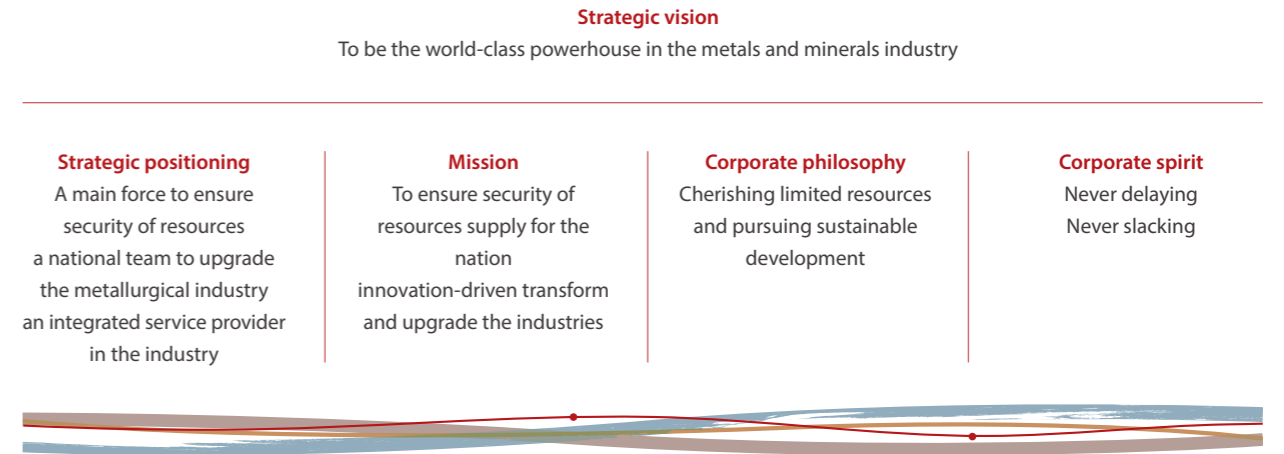 Strategic vision
To be the world-class powerhouse in the metals and minerals industry
Strategic positioning
A main force to ensure
security of resources
a national team to upgrade
the metallurgical industry
an integrated service provider
in the industry
Mission
To ensure security of
resources supply for the
nation
innovation-driven transform
and upgrade the industries
Corporate philosophy
Cherishing limited resources
and pursuing sustainable
development
Corporate spirit
Never delaying
Never slacking